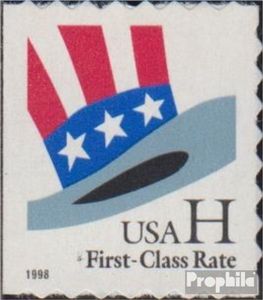 USA H
First-Class Rate
1998
Prophila